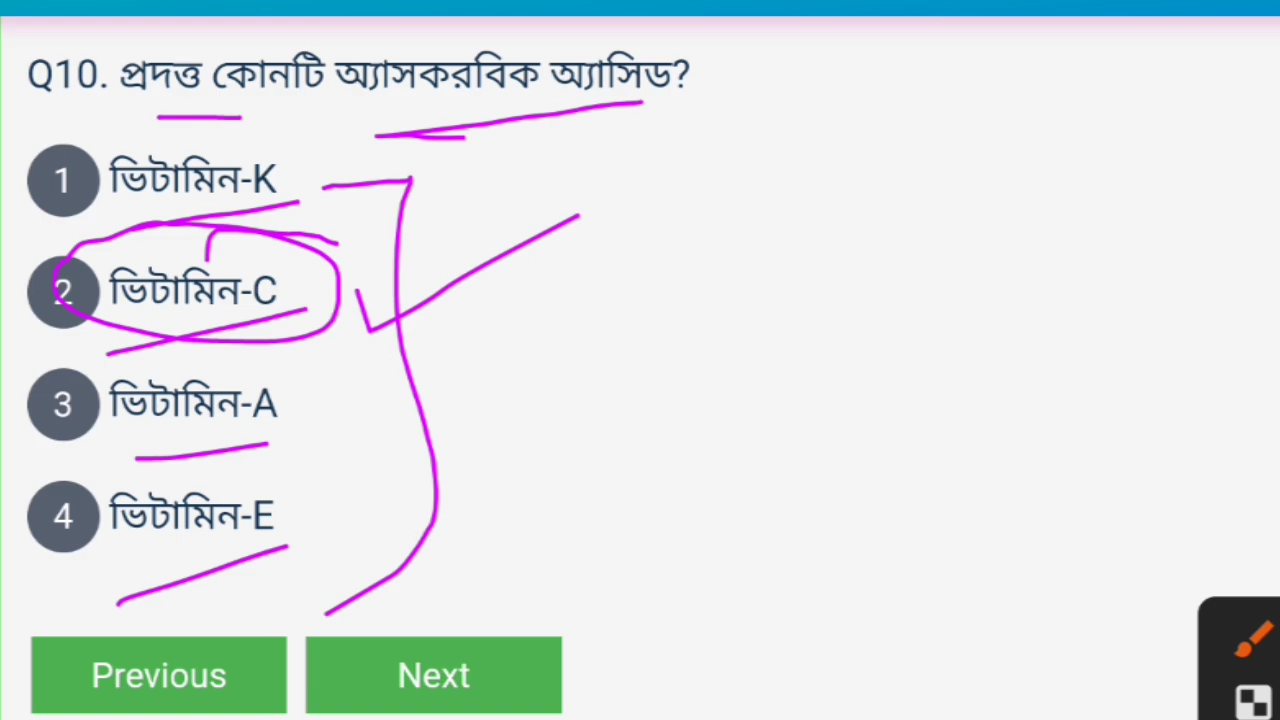 Q10. প্রদত্ত কোনটি অ্যাসকরবিক অ্যাসিড?
1 ভিটামিন-K
2 ভিটামিন-C
3 ভিটামিন-A
4 ভিটামিন-E
Previous Next